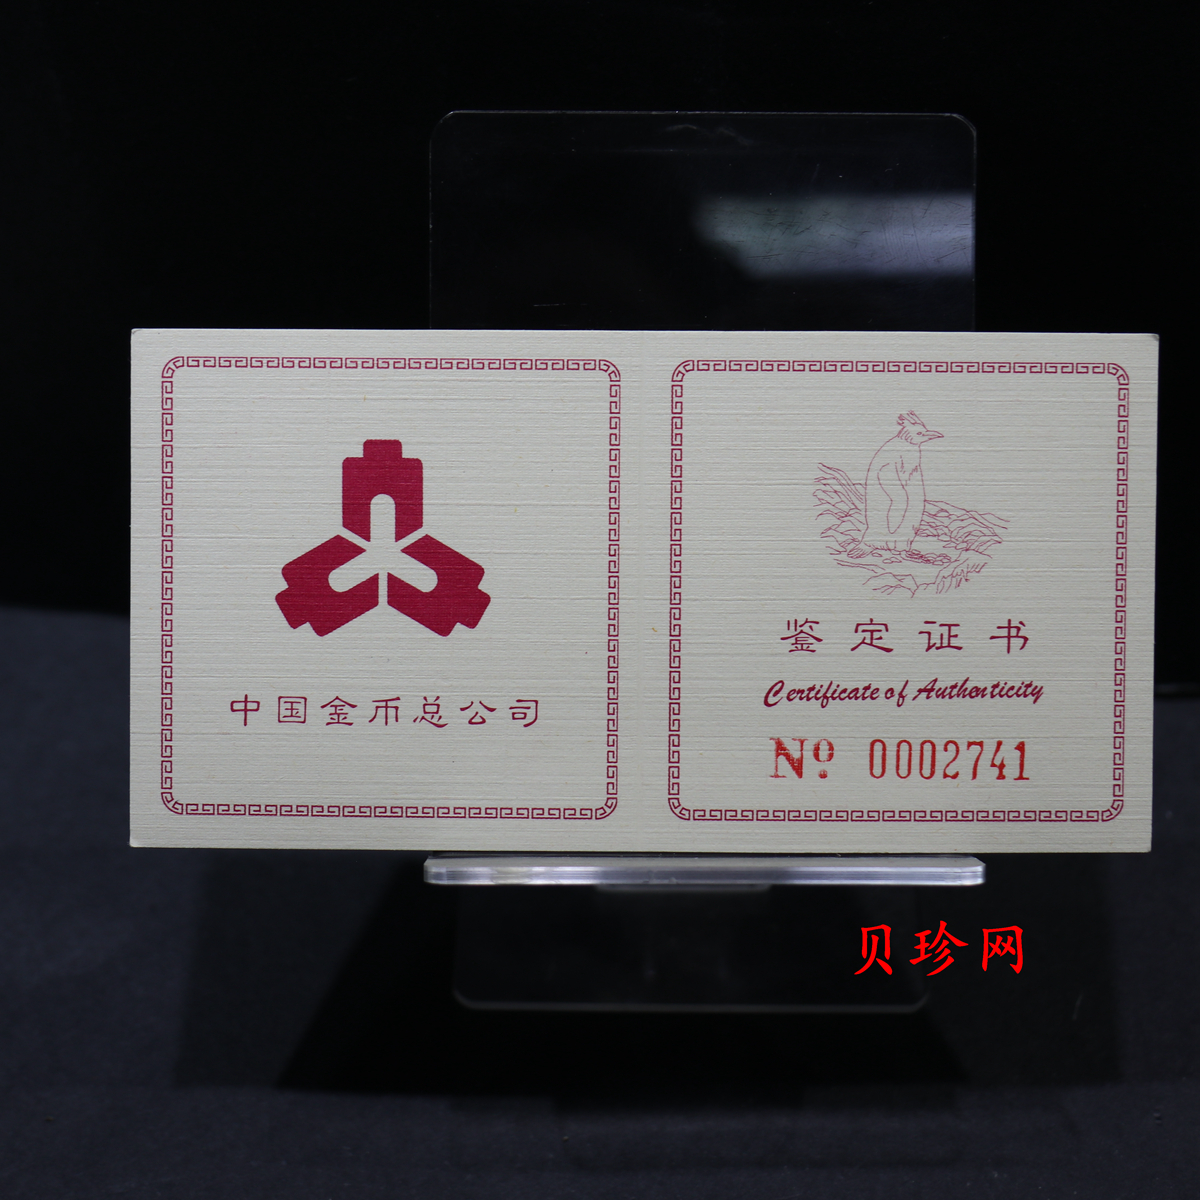 中国金币总公司
鉴定证书
Certificate of Authenticity
Nº 0002741
贝珍网